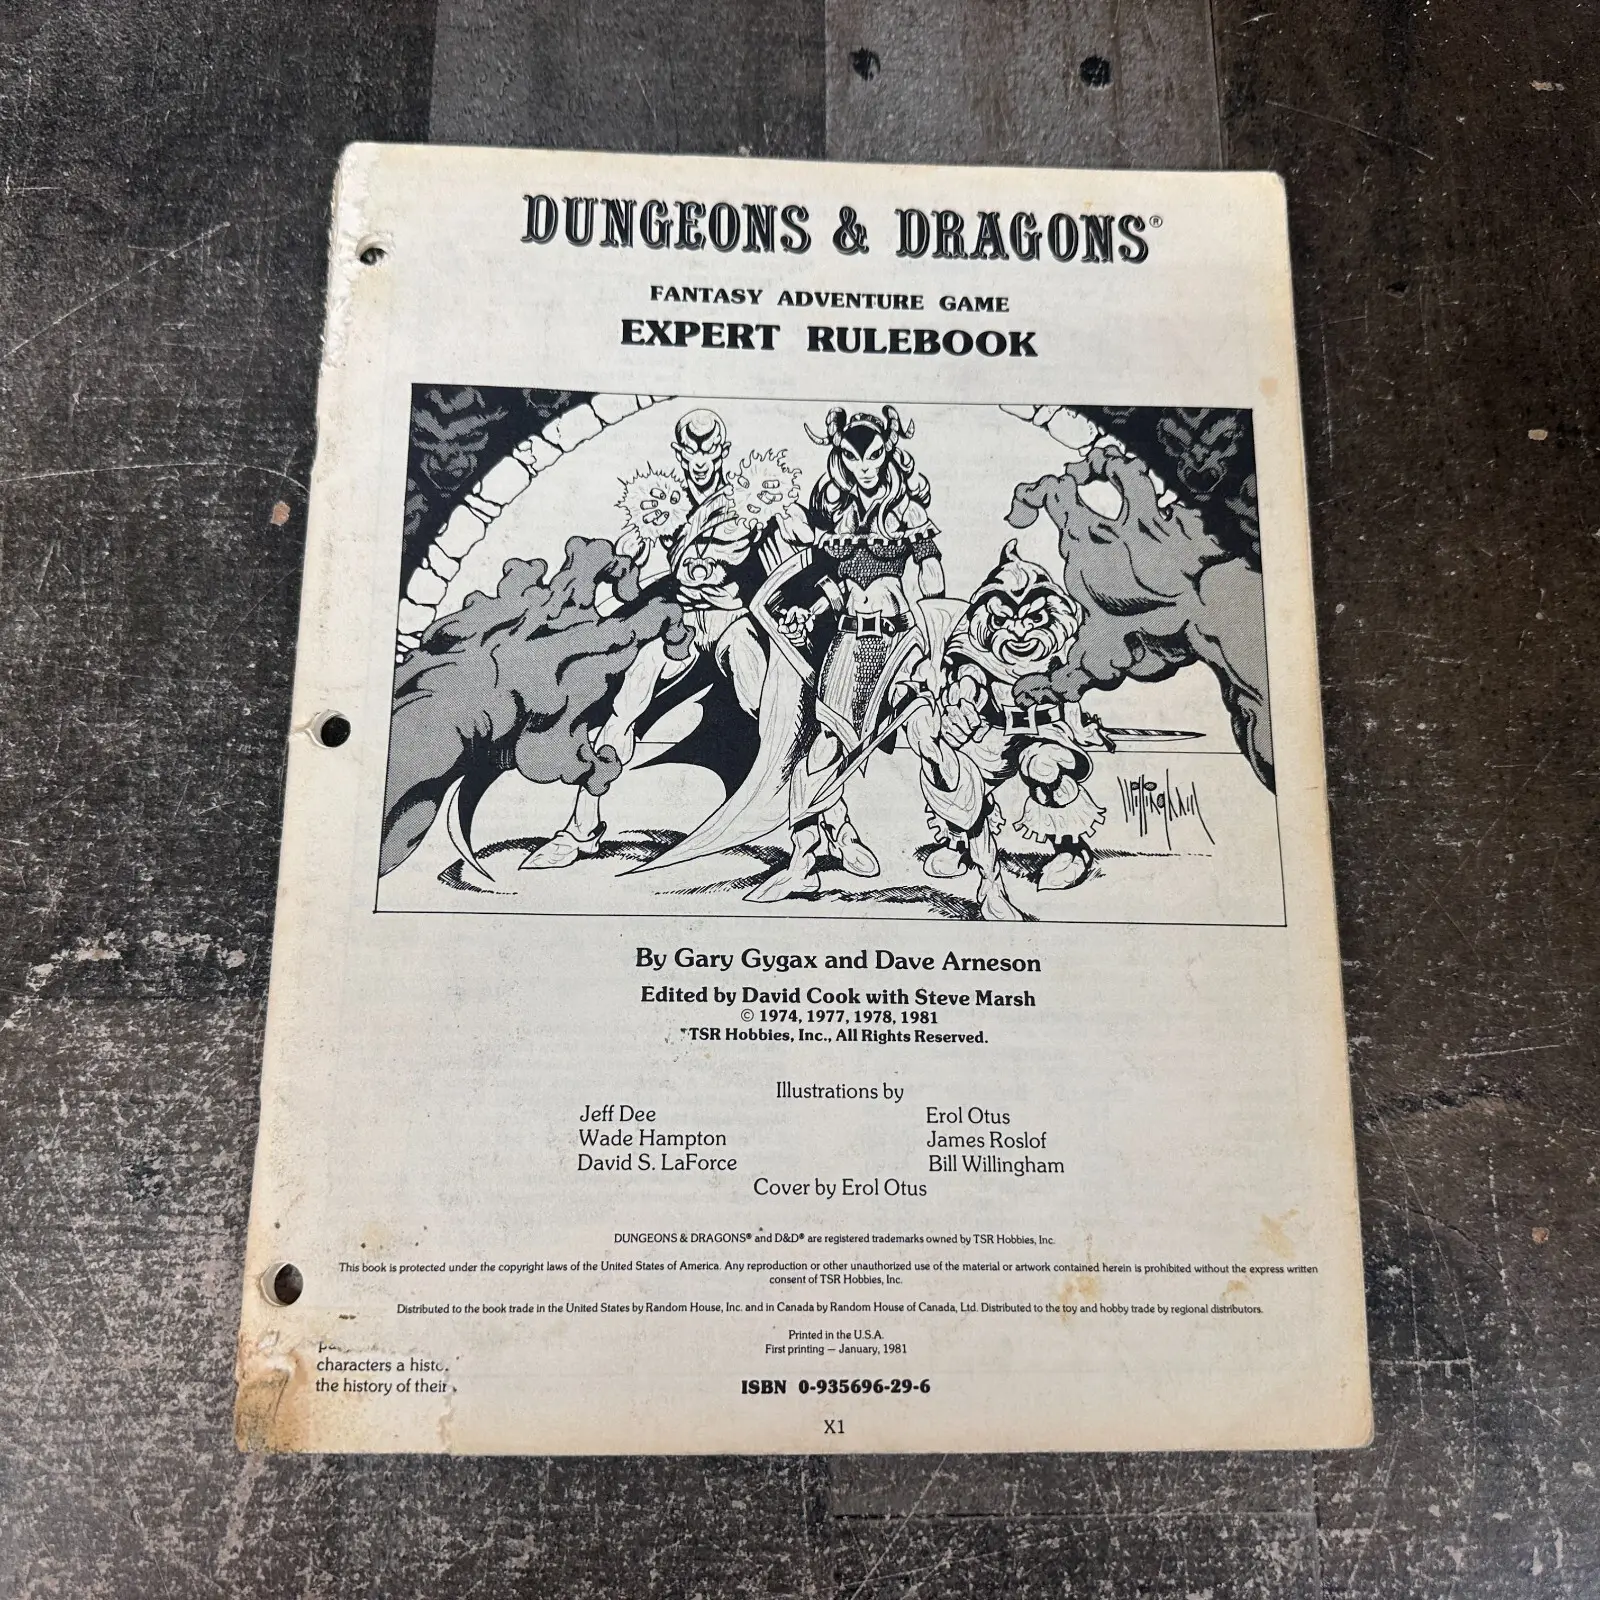 DUNGEONS & DRAGONS®
FANTASY ADVENTURE GAME
EXPERT RULEBOOK
Willingham
By Gary Gygax and Dave Arneson
Edited by David Cook with Steve Marsh
© 1974, 1977, 1978, 1981
TSR Hobbies, Inc., All Rights Reserved.
Illustrations by
Jeff Dee
Erol Otus
Wade Hampton
James Roslof
David S. LaForce
Bill Willingham
Cover by Erol Otus
DUNGEONS & DRAGONS® and D&D® are registered trademarks owned by TSR Hobbies, Inc.
This book is protected under the copyright laws of the United States of America. Any reproduction or other unauthorized use of the material or artwork contained herein is prohibited without the express written
consent of TSR Hobbies, Inc.
Distributed to the book trade in the United States by Random House, Inc. and in Canada by Random House of Canada, Ltd. Distributed to the toy and hobby trade by regional distributors.
Printed in the U.S.A.
First printing — January, 1981
characters a
the history of their
ISBN 0-935696-29-6
X1